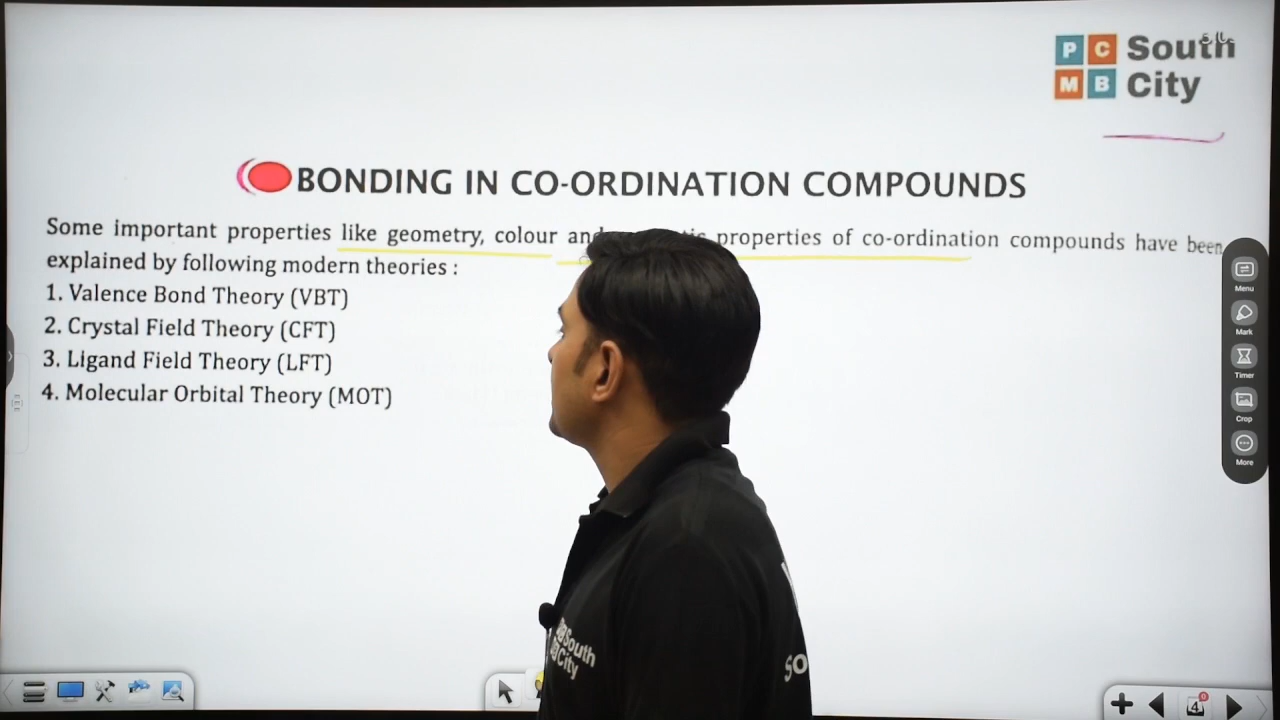 P C South
M B City
BONDING IN CO-ORDINATION COMPOUNDS
Some important properties like geometry, colour and properties of co-ordination compounds have been
explained by following modern theories :
1. Valence Bond Theory (VBT)
2. Crystal Field Theory (CFT)
3. Ligand Field Theory (LFT)
4. Molecular Orbital Theory (MOT)
Menu
Mark
Timer
Crop
More
South
City
so
4